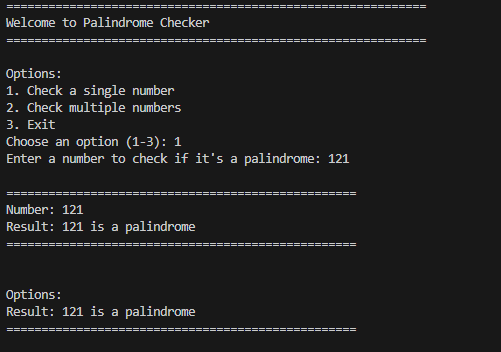 ============================================================
Welcome to Palindrome Checker
============================================================
Options:
1. Check a single number
2. Check multiple numbers
3. Exit
Choose an option (1-3): 1
Enter a number to check if it's a palindrome: 121
==================================================
Number: 121
Result: 121 is a palindrome
==================================================
Options:
Result: 121 is a palindrome
==================================================